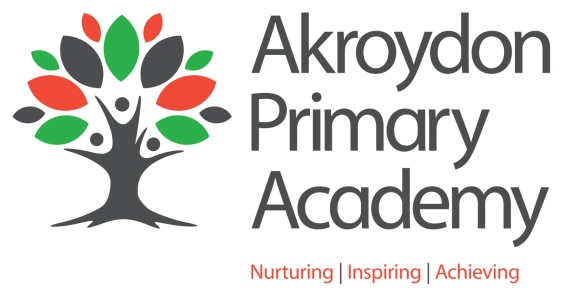 Akroydon
Primary
Academy
Nurturing | Inspiring | Achieving